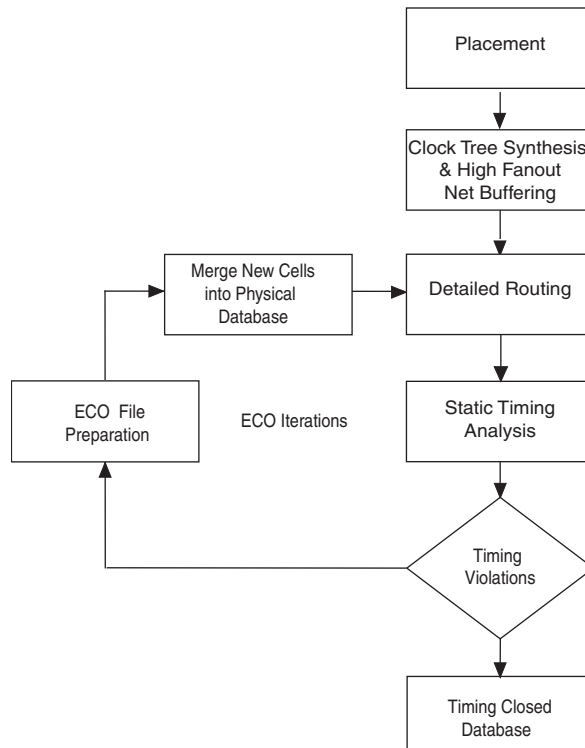 Placement
Clock Tree Synthesis
& High Fanout
Net Buffering
Merge New Cells
into Physical
Database
Detailed Routing
ECO File
Preparation
ECO Iterations
Static Timing
Analysis
Timing
Violations
Timing Closed
Database